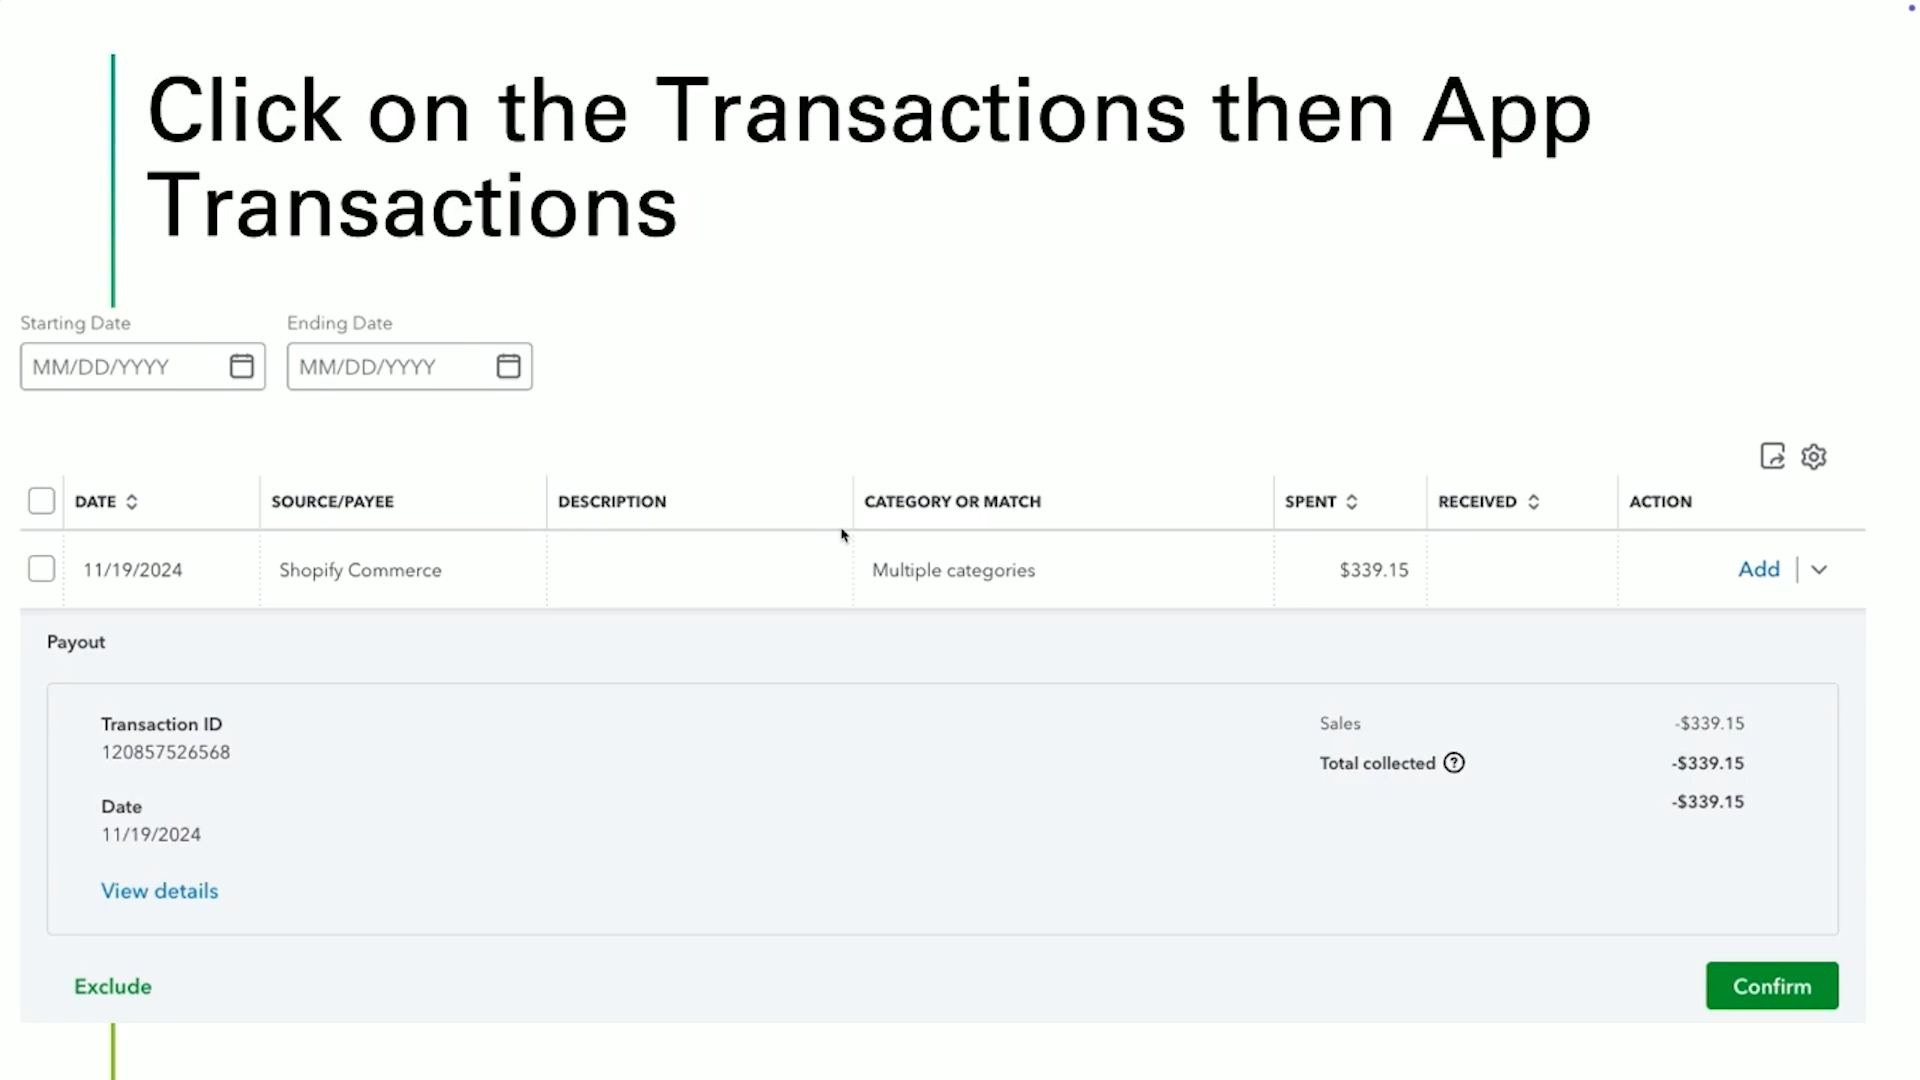 Click on the Transactions then App
Transactions
Starting Date Ending Date
MM/DD/YYYY MM/DD/YYYY
DATE SOURCE/PAYEE DESCRIPTION CATEGORY OR MATCH SPENT RECEIVED ACTION
11/19/2024 Shopify Commerce Multiple categories $339.15 Add
Payout
Transaction ID Sales -$339.15
120857526568
Total collected -$339.15
Date -$339.15
11/19/2024
View details
Exclude Confirm